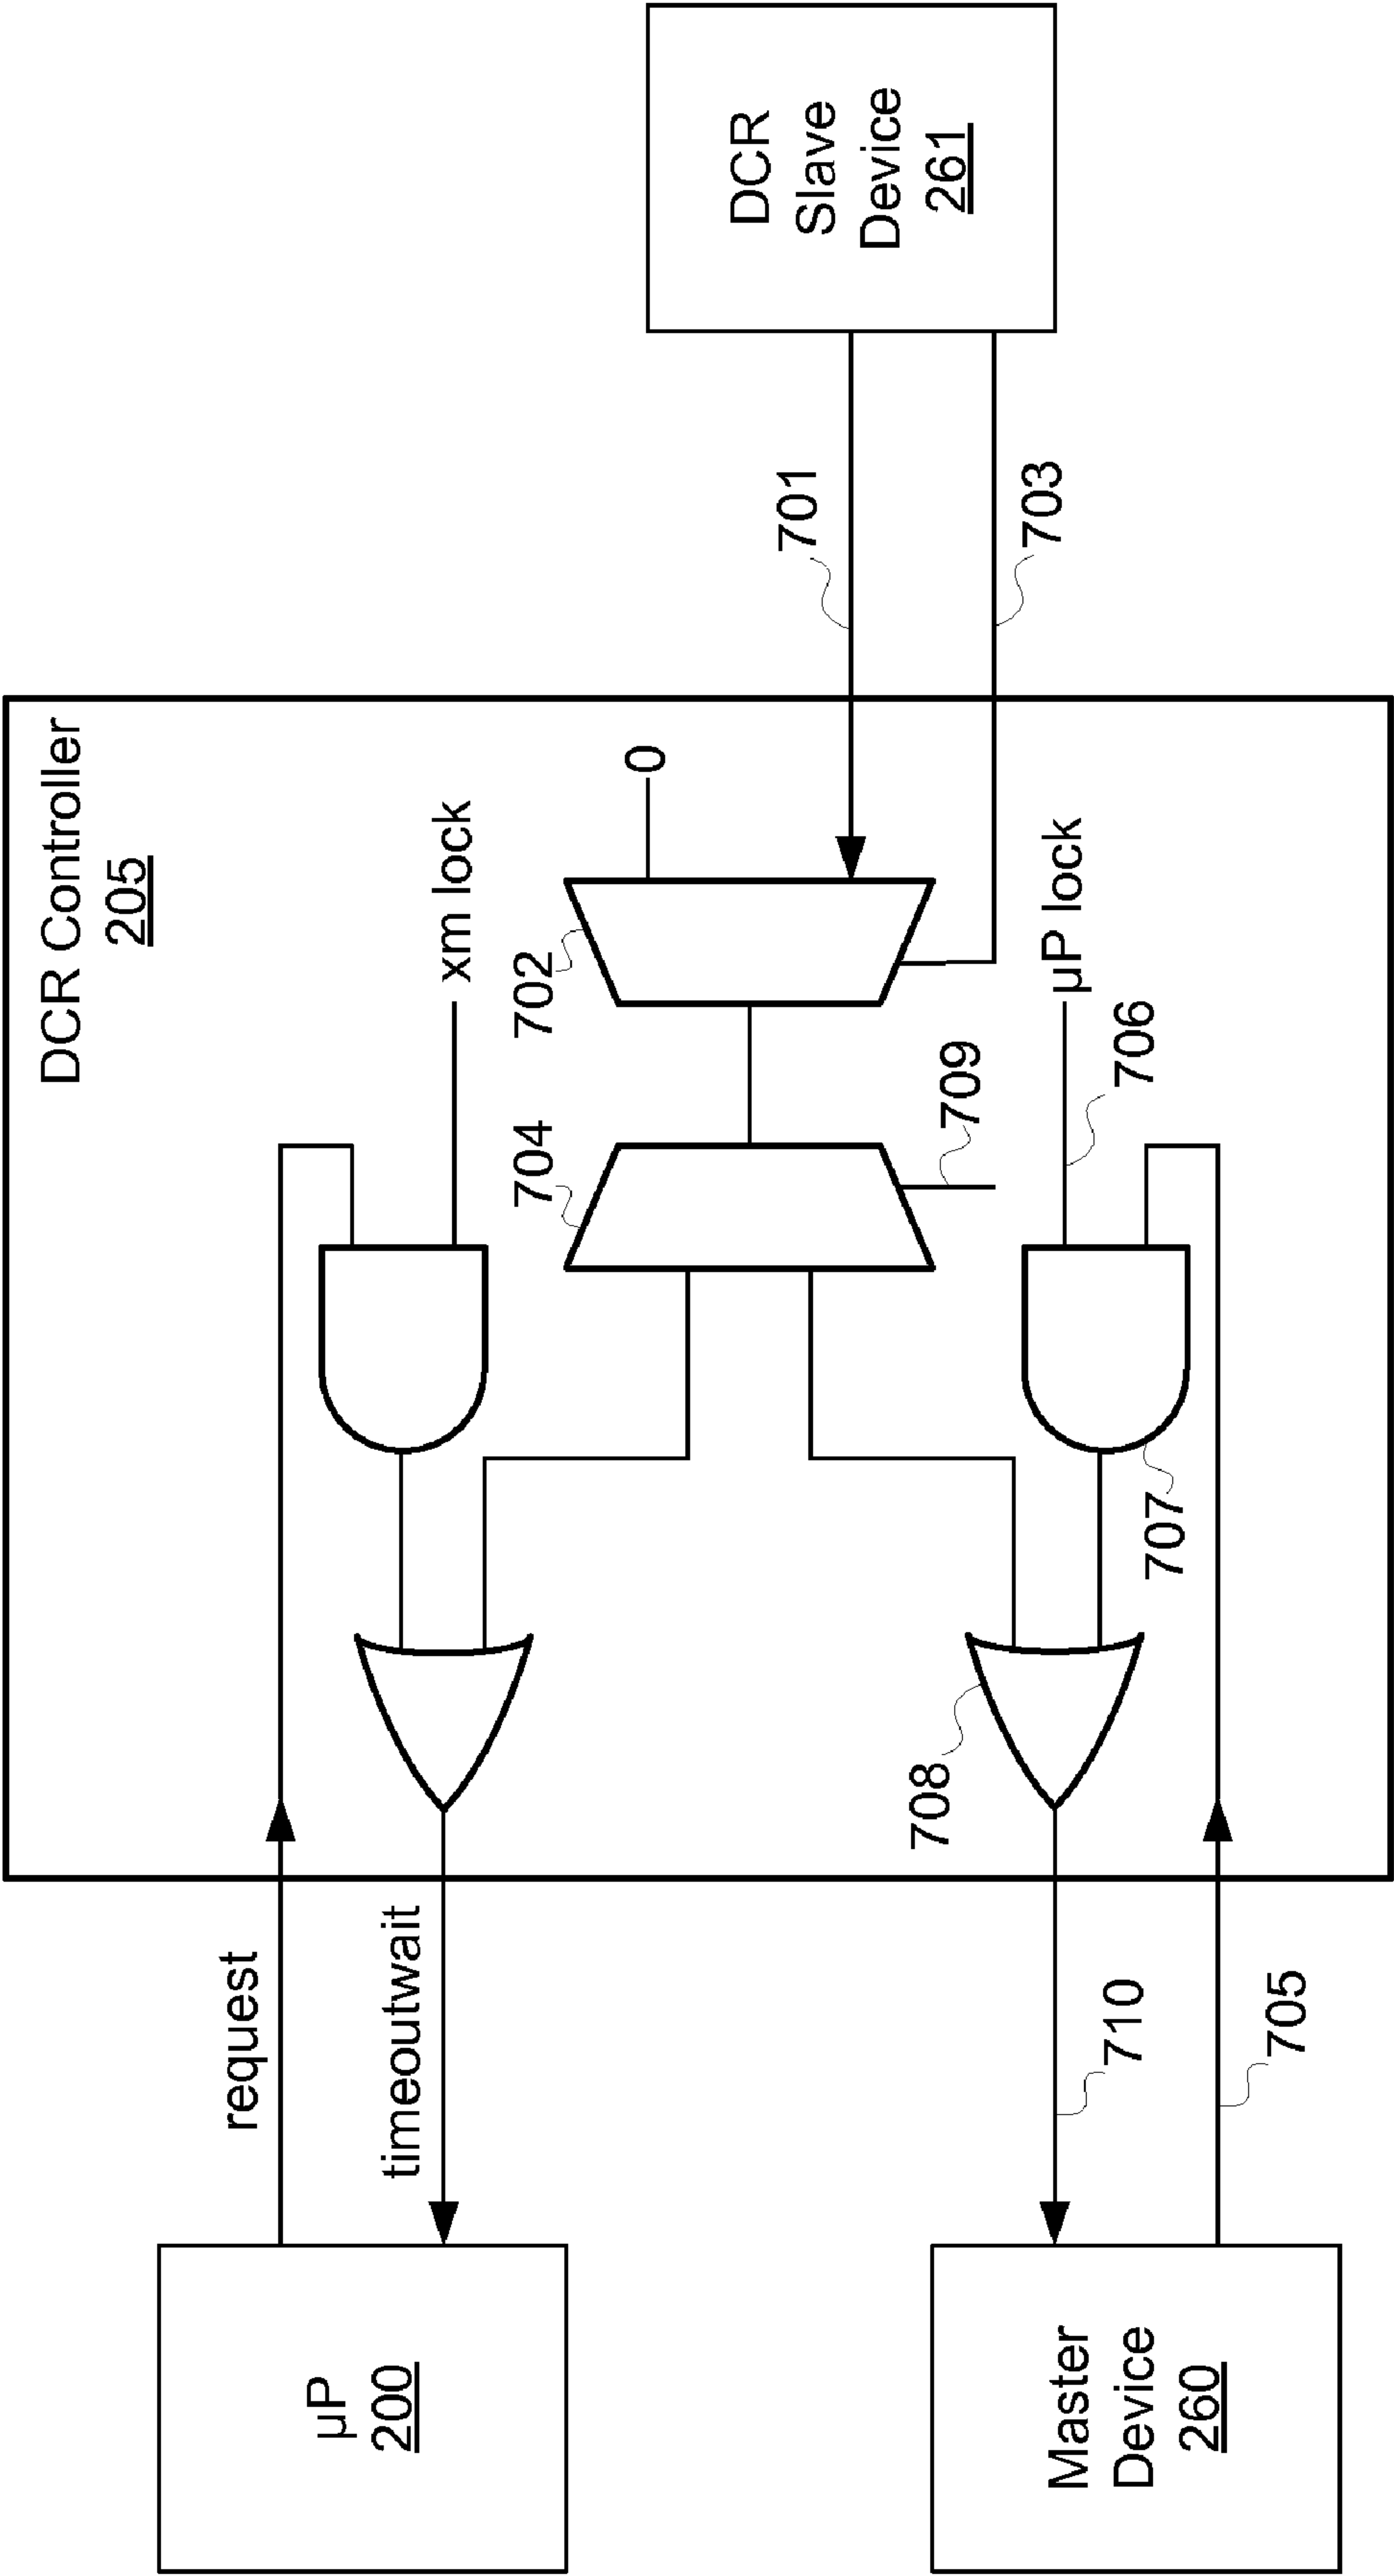 DCR Controller
205
µP
200
request
timeoutwait
xm lock
0
702
704
709
701
703
DCR
Slave
Device
261
µP lock
706
707
708
710
705
Master
Device
260